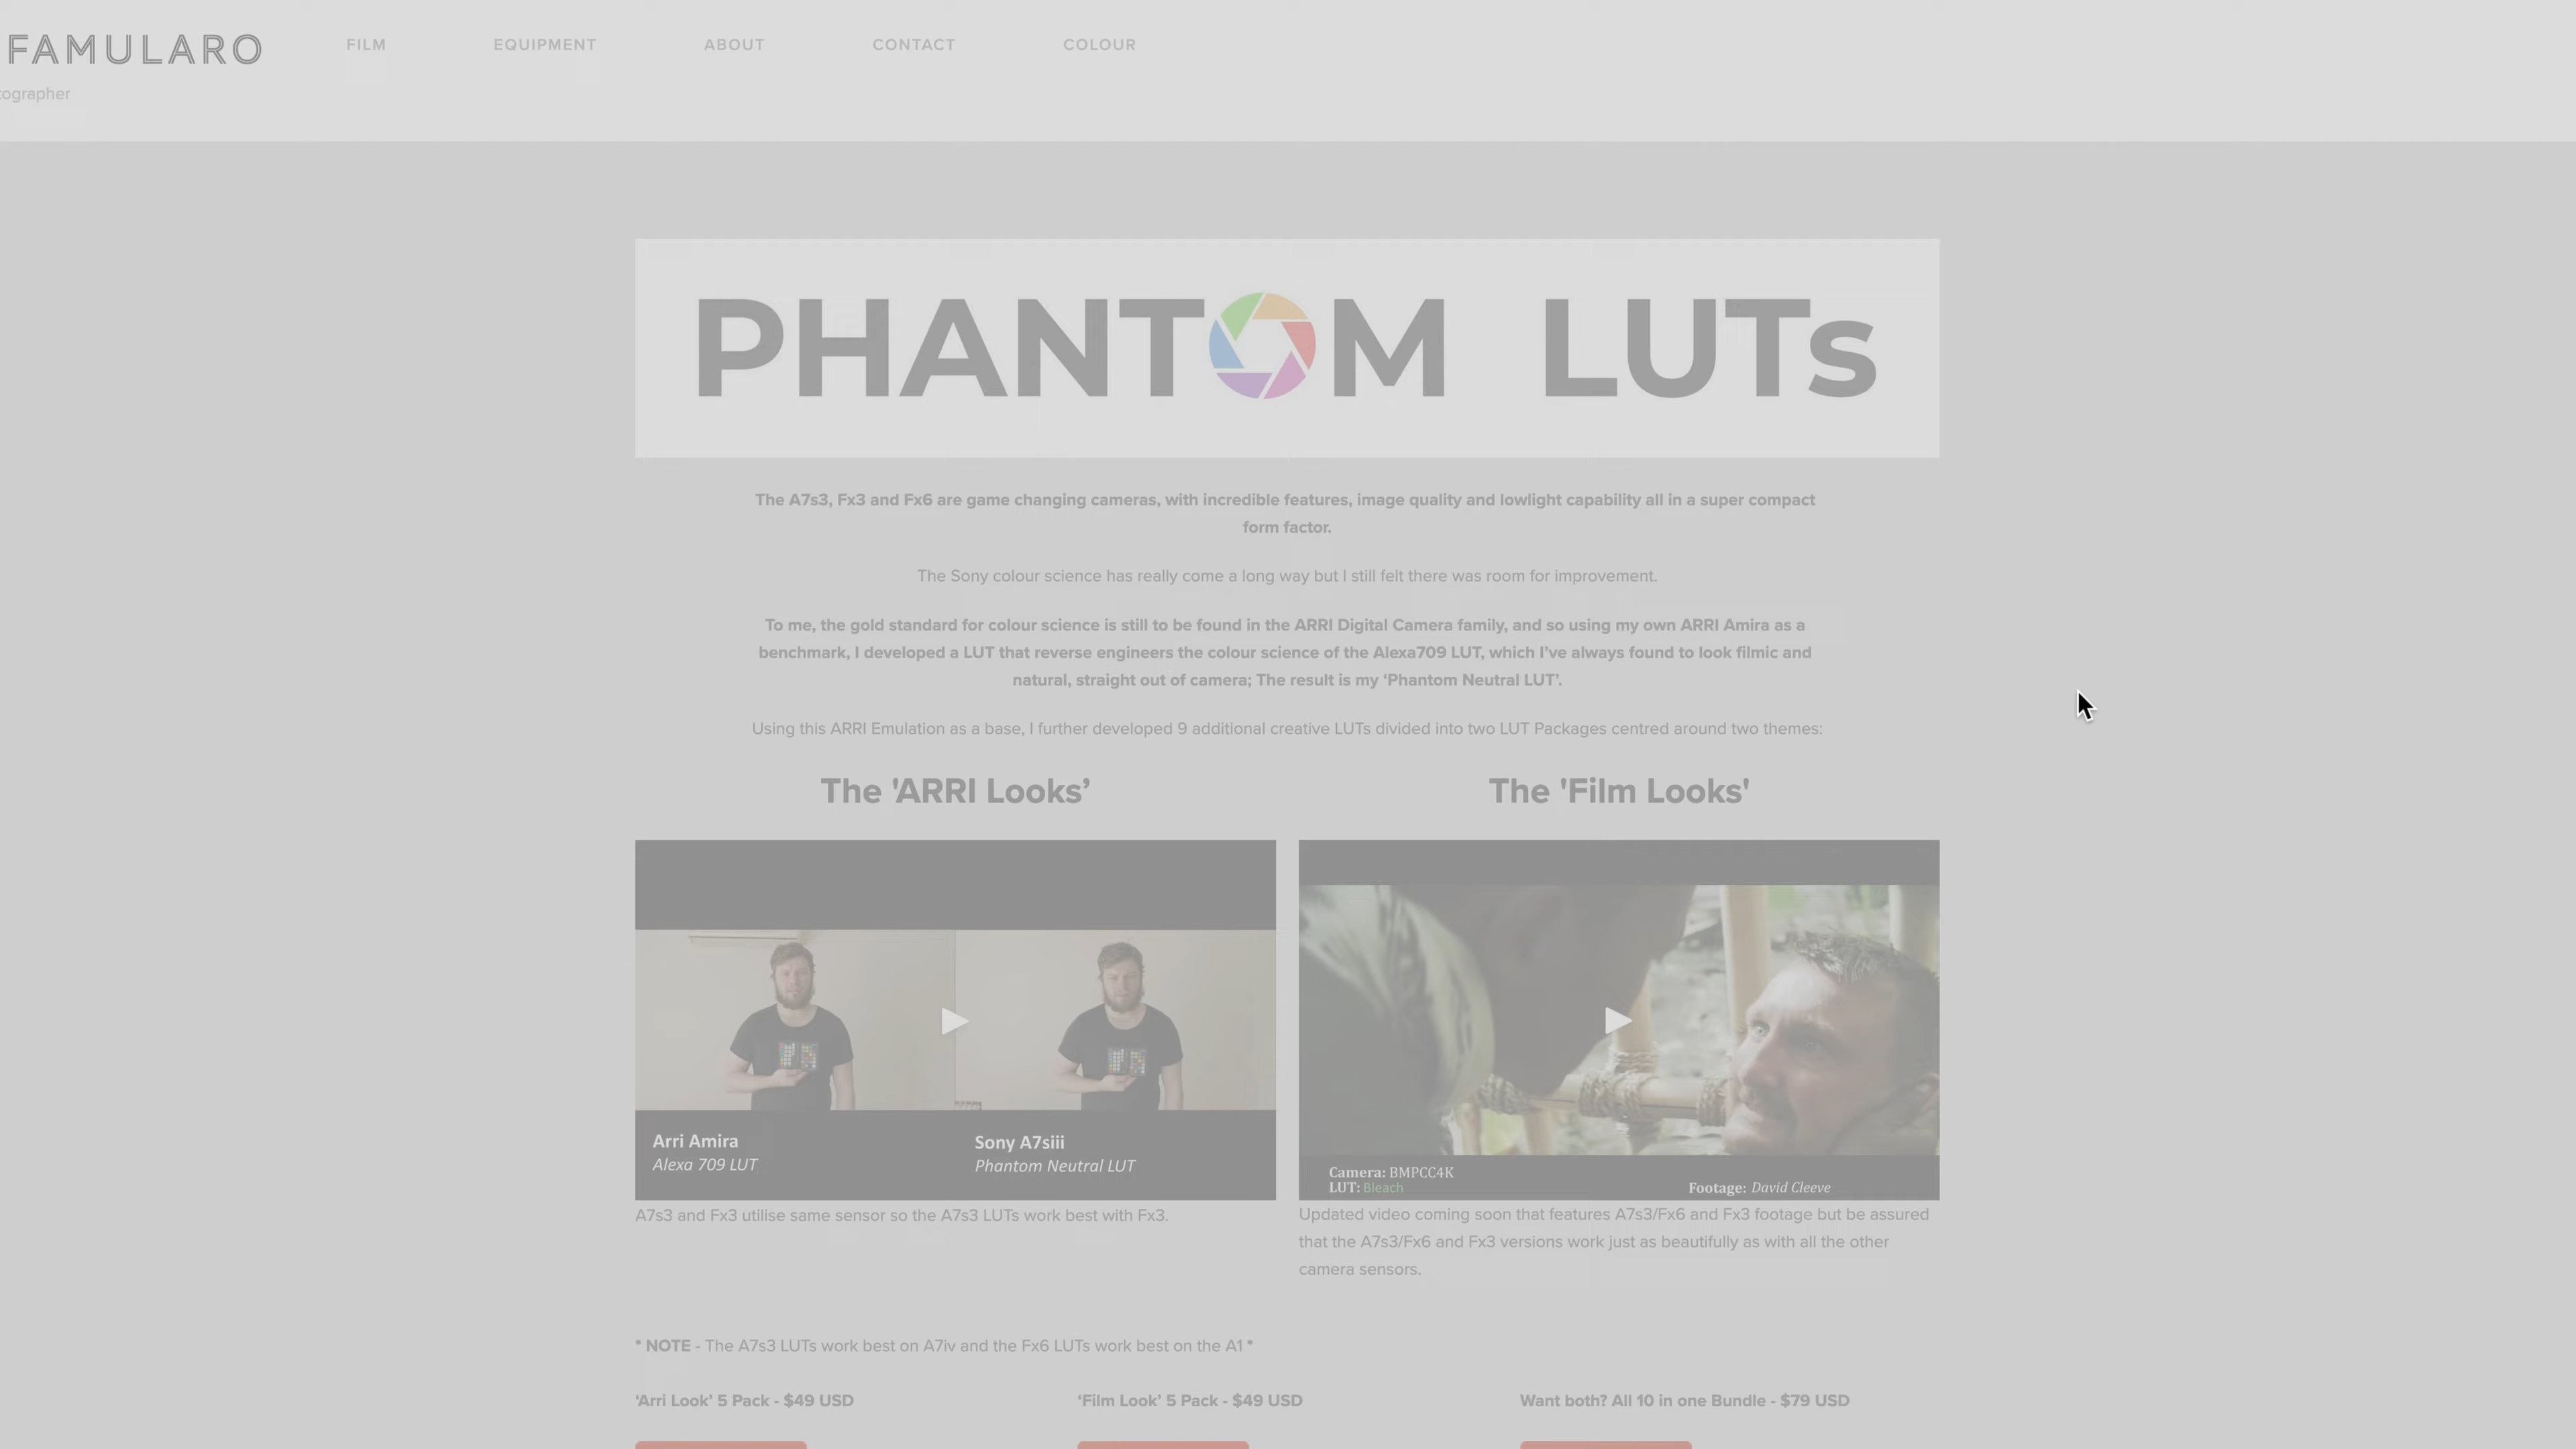 FAMULARO
FILM
EQUIPMENT
ABOUT
CONTACT
COLOUR
tographer
PHANTOM LUTs
The A7s3, Fx3 and Fx6 are game changing cameras, with incredible features, image quality and lowlight capability all in a super compact
form factor.
The Sony colour science has really come a long way but I still felt there was room for improvement.
To me, the gold standard for colour science is still to be found in the ARRI Digital Camera family, and so using my own ARRI Amira as a
benchmark, I developed a LUT that reverse engineers the colour science of the Alexa709 LUT, which I’ve always found to look filmic and
natural, straight out of camera; The result is my ‘Phantom Neutral LUT’.
Using this ARRI Emulation as a base, I further developed 9 additional creative LUTs divided into two LUT Packages centred around two themes:
The 'ARRI Looks’
Arri Amira
Alexa 709 LUT
Sony A7siii
Phantom Neutral LUT
A7s3 and Fx3 utilise same sensor so the A7s3 LUTs work best with Fx3.
The 'Film Looks'
Camera: BMPCC4K
LUT: Bleach
Footage: David Cleeve
Updated video coming soon that features A7s3/Fx6 and Fx3 footage but be assured
that the A7s3/Fx6 and Fx3 versions work just as beautifully as with all the other
camera sensors.
* NOTE - The A7s3 LUTs work best on A7iv and the Fx6 LUTs work best on the A1 *
‘Arri Look’ 5 Pack - $49 USD
‘Film Look’ 5 Pack - $49 USD
Want both? All 10 in one Bundle - $79 USD